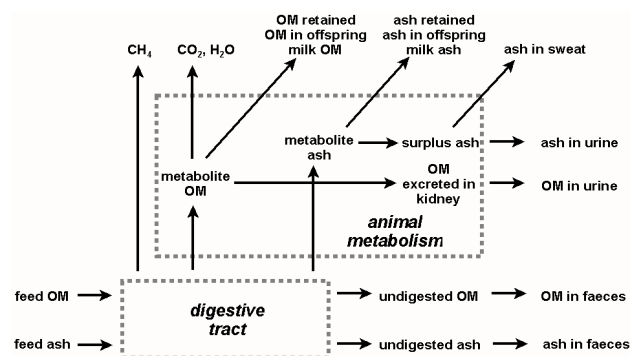 OM retained
OM in offspring
milk OM
ash retained
ash in offspring
milk ash
CH₄
CO₂, H₂O
ash in sweat
metabolite
ash
surplus ash
ash in urine
metabolite
OM
OM
excreted in
kidney
OM in urine
animal
metabolism
feed OM
digestive
tract
undigested OM
OM in faeces
feed ash
undigested ash
ash in faeces